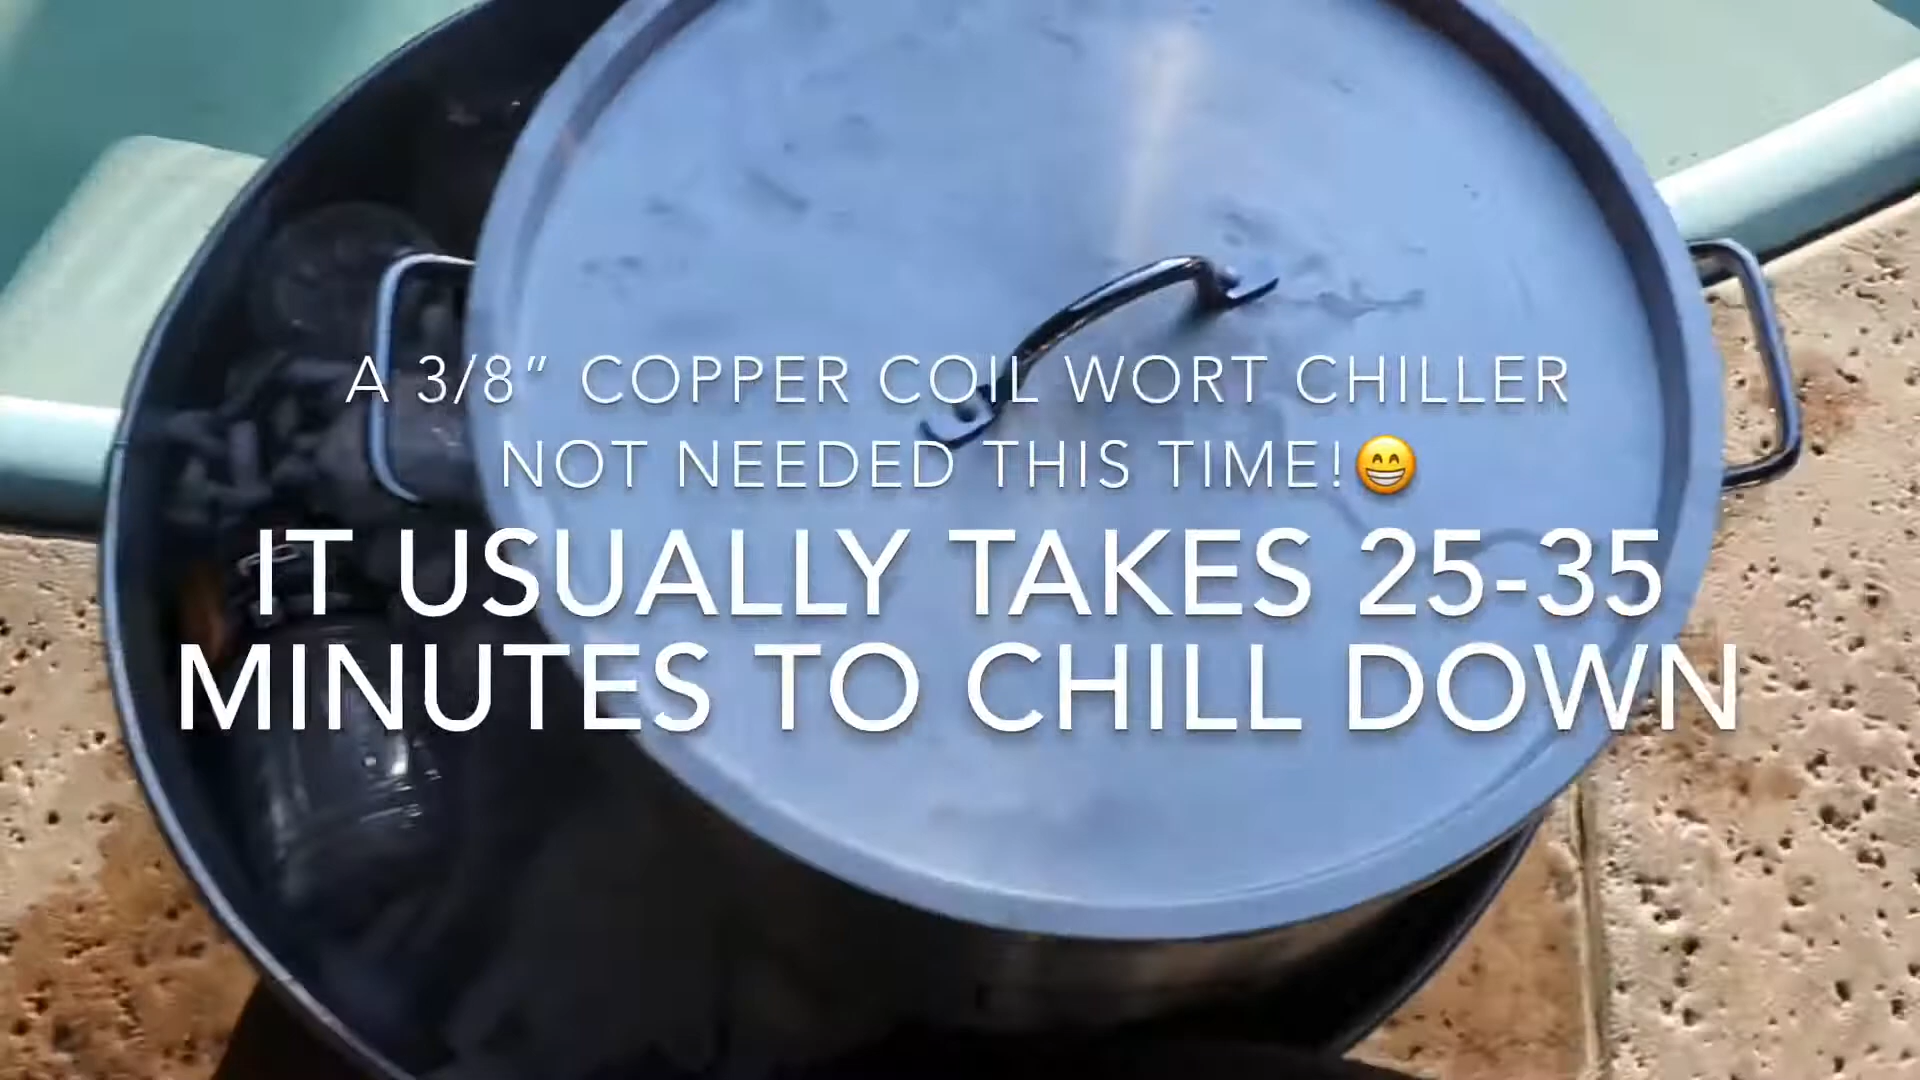 A 3/8” COPPER COIL WORT CHILLER
NOT NEEDED THIS TIME!😁
IT USUALLY TAKES 25-35
MINUTES TO CHILL DOWN